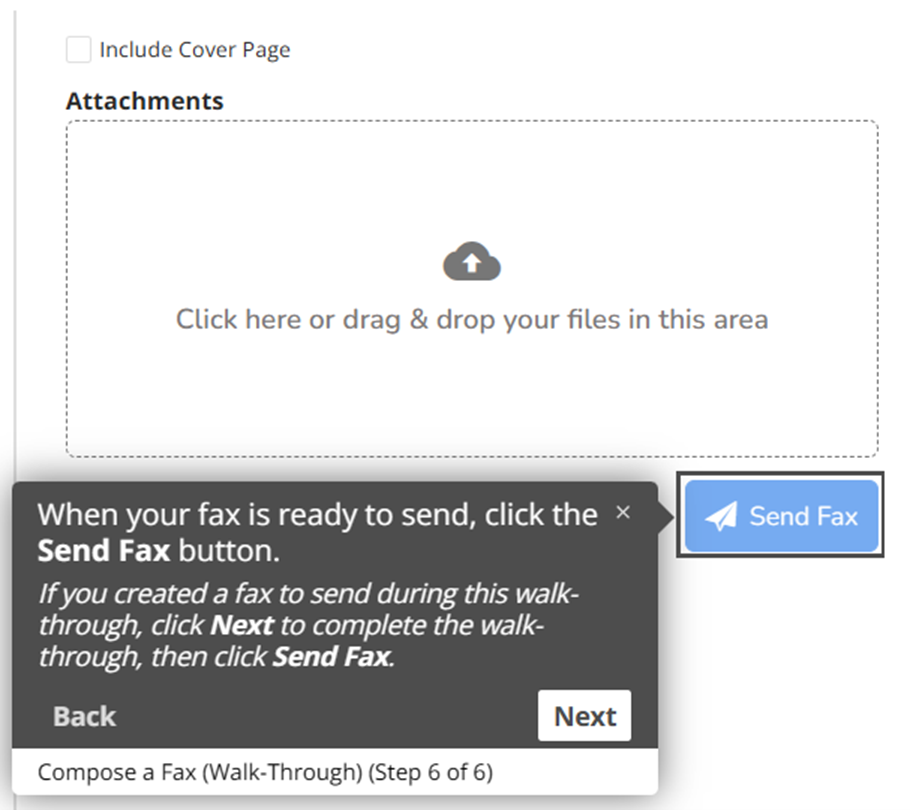 Include Cover Page
Attachments
Click here or drag & drop your files in this area
When your fax is ready to send, click the
Send Fax button.
If you created a fax to send during this walk-
through, click Next to complete the walk-
through, then click Send Fax.
Back
Next
Compose a Fax (Walk-Through) (Step 6 of 6)
Send Fax